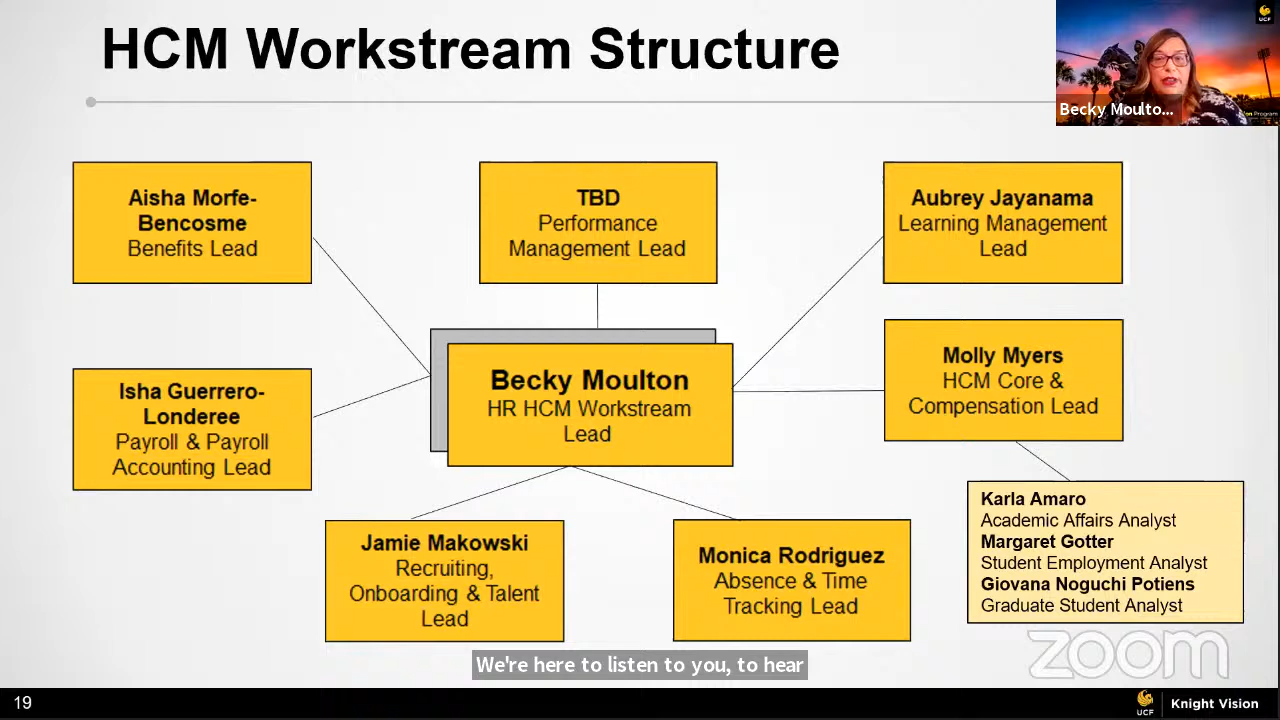 HCM Workstream Structure
Becky Moulto...
Aisha Morfe-
Bencosme
Benefits Lead
TBD
Performance
Management Lead
Aubrey Jayanama
Learning Management
Lead
Isha Guerrero-
Londeree
Payroll & Payroll
Accounting Lead
Becky Moulton
HR HCM Workstream
Lead
Molly Myers
HCM Core &
Compensation Lead
Jamie Makowski
Recruiting,
Onboarding & Talent
Lead
Monica Rodriguez
Absence & Time
Tracking Lead
Karla Amaro
Academic Affairs Analyst
Margaret Gotter
Student Employment Analyst
Giovana Noguchi Potiens
Graduate Student Analyst
We're here to listen to you, to hear
zoom
19
UCF
Knight Vision